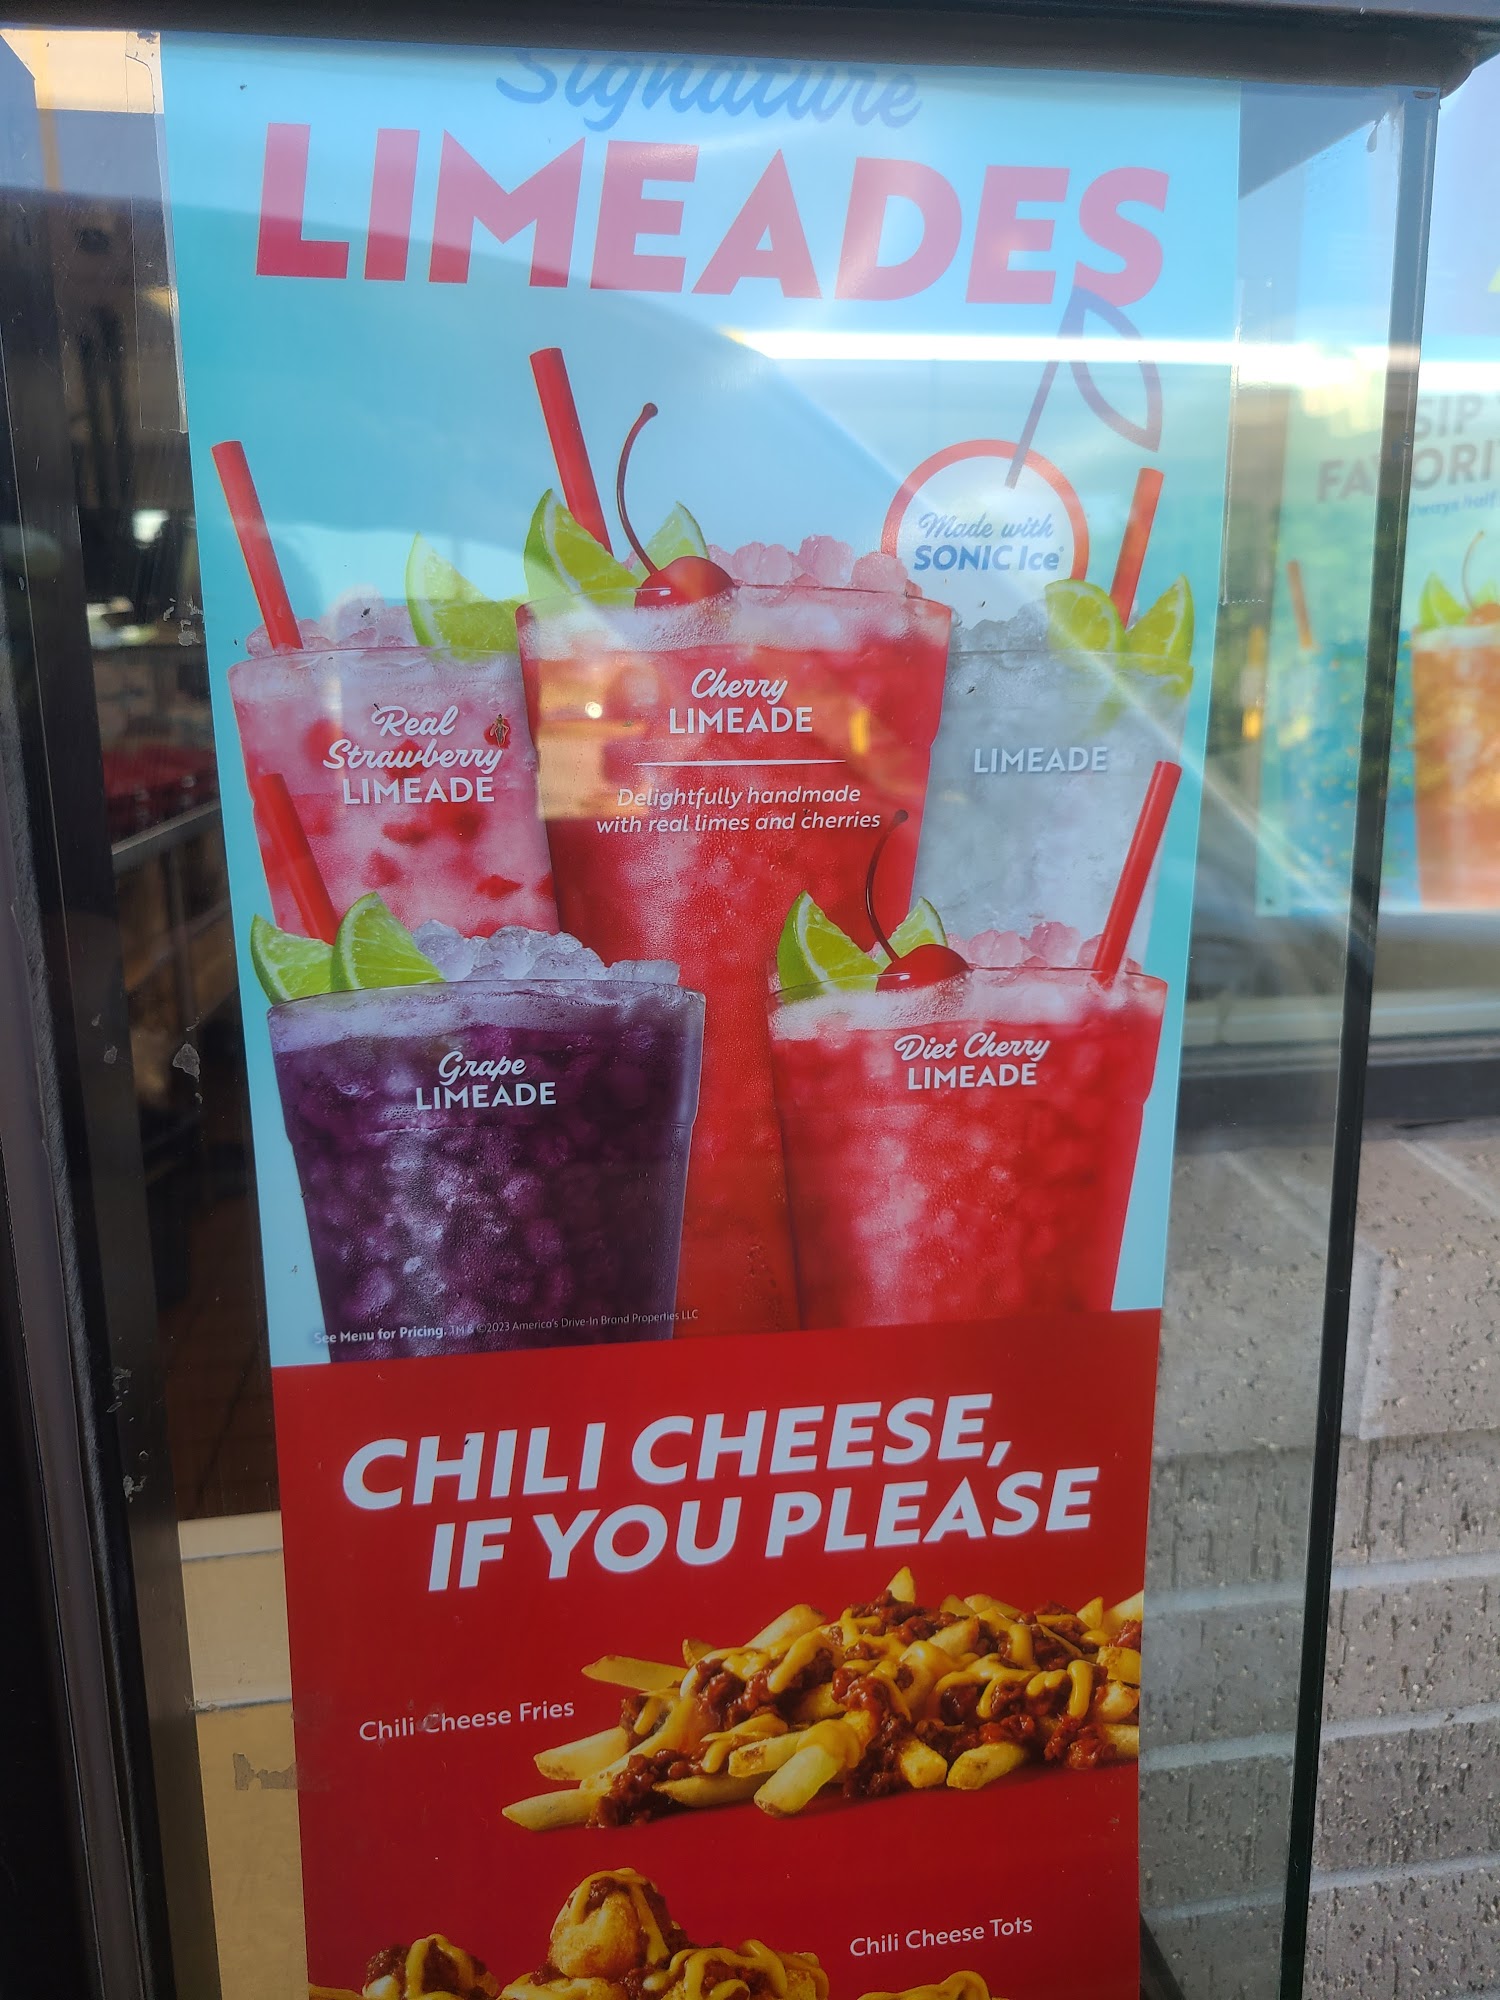 Signature
LIMEADES
Made with
SONIC Ice®
Cherry
LIMEADE
Delightfully handmade
with real limes and cherries
Real
Strawberry
LIMEADE
LIMEADE
Grape
LIMEADE
Diet Cherry
LIMEADE
See Menu for Pricing. TM & ©2023 America's Drive-In Brand Properties LLC
CHILI CHEESE,
IF YOU PLEASE
Chili Cheese Fries
Chili Cheese Tots
SIP